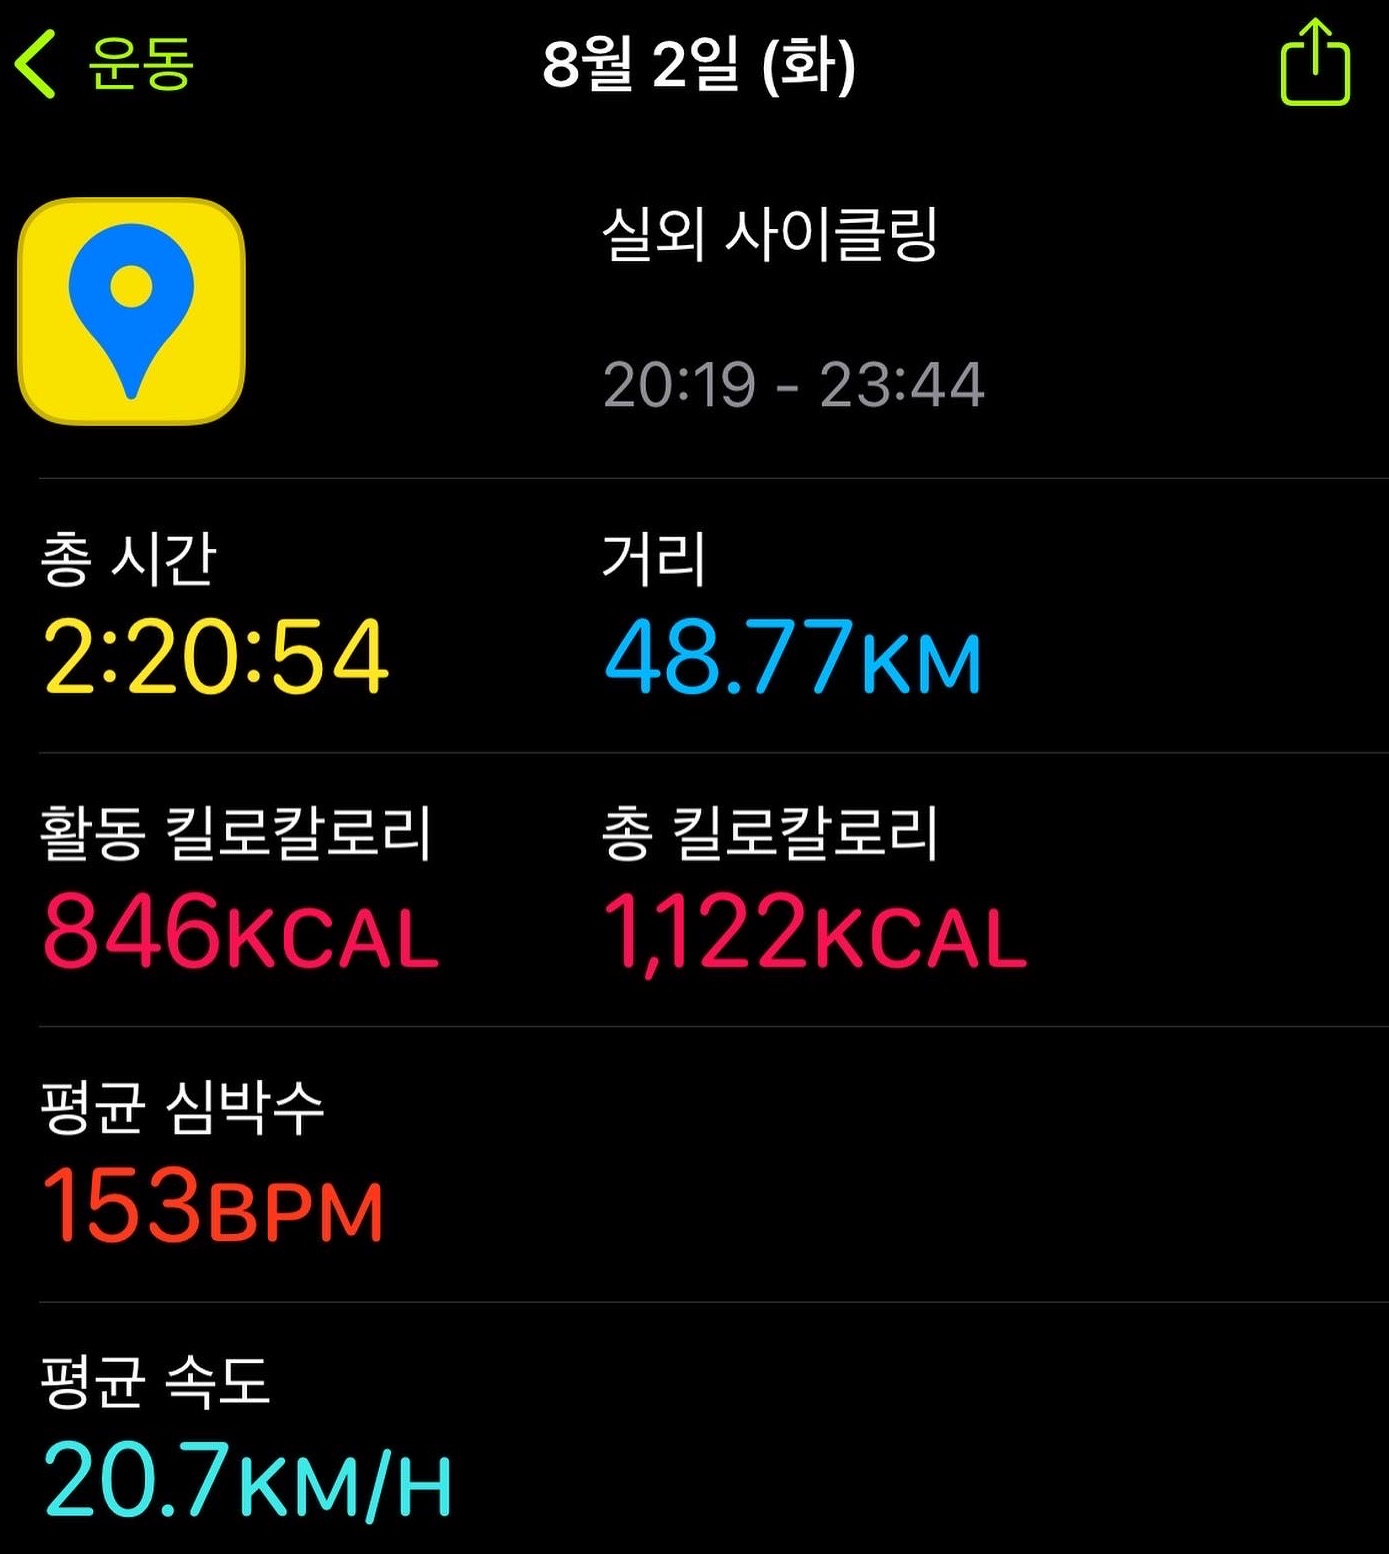 운동
8월 2일 (화)
실외 사이클링
20:19 - 23:44
총 시간
2:20:54
거리
48.77KM
활동 킬로칼로리
846KCAL
총 킬로칼로리
1,122KCAL
평균 심박수
153BPM
평균 속도
20.7KM/H